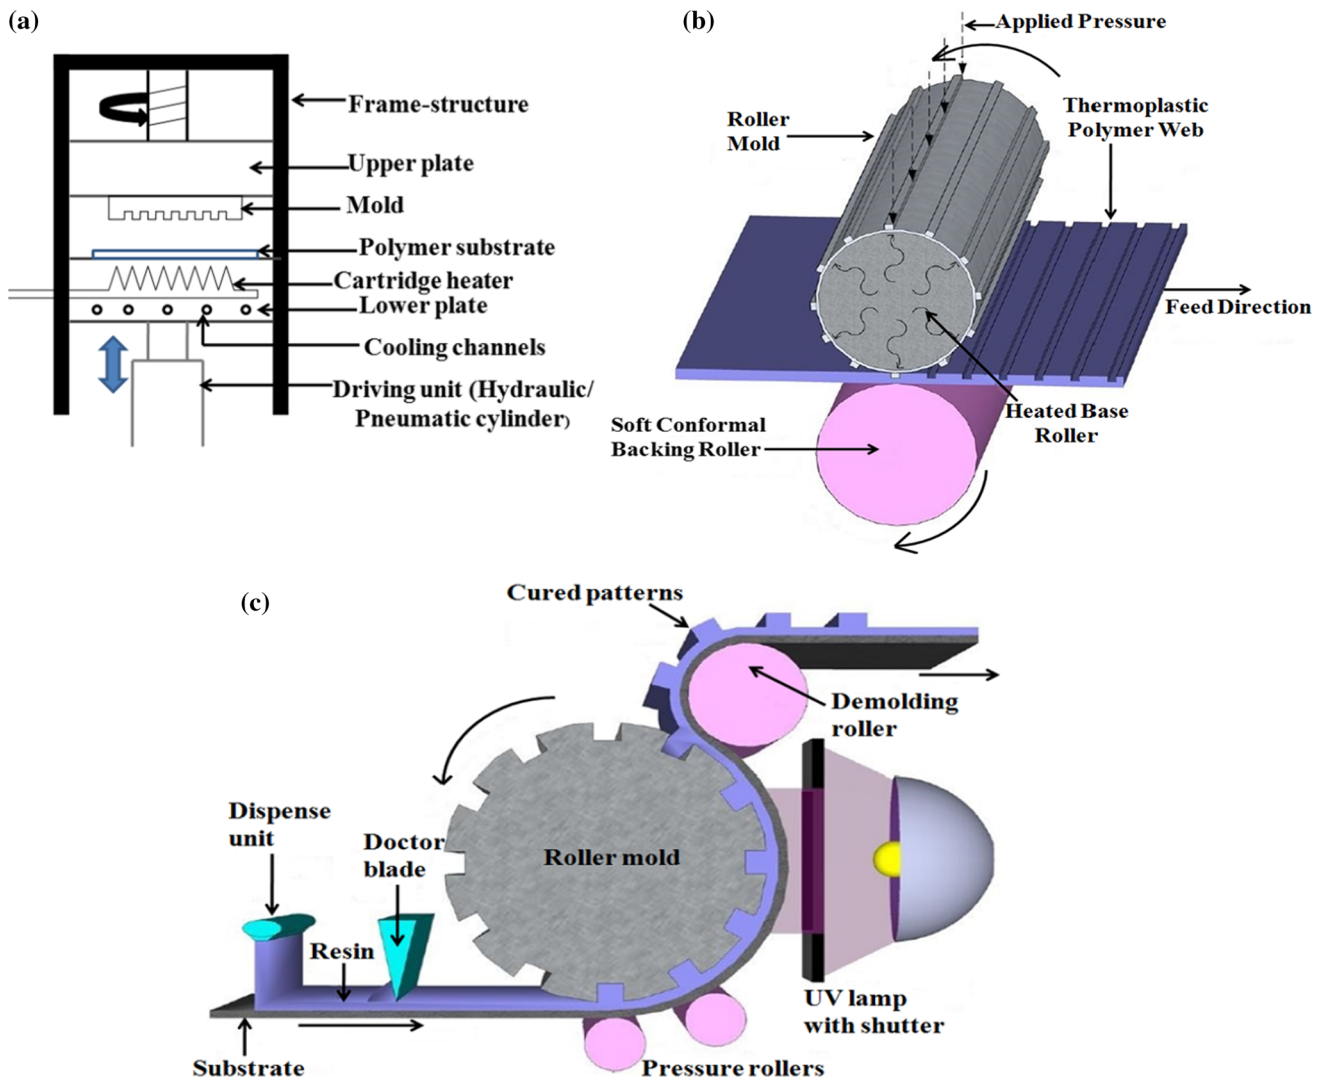 (a)
Frame-structure
Upper plate
Mold
Polymer substrate
Cartridge heater
Lower plate
Cooling channels
Driving unit (Hydraulic/
Pneumatic cylinder)
(b)
Applied Pressure
Roller
Mold
Thermoplastic
Polymer Web
Feed Direction
Heated Base
Roller
Soft Conformal
Backing Roller
(c)
Cured patterns
Demolding
roller
Dispense
unit
Doctor
blade
Roller mold
Resin
UV lamp
with shutter
Substrate
Pressure rollers